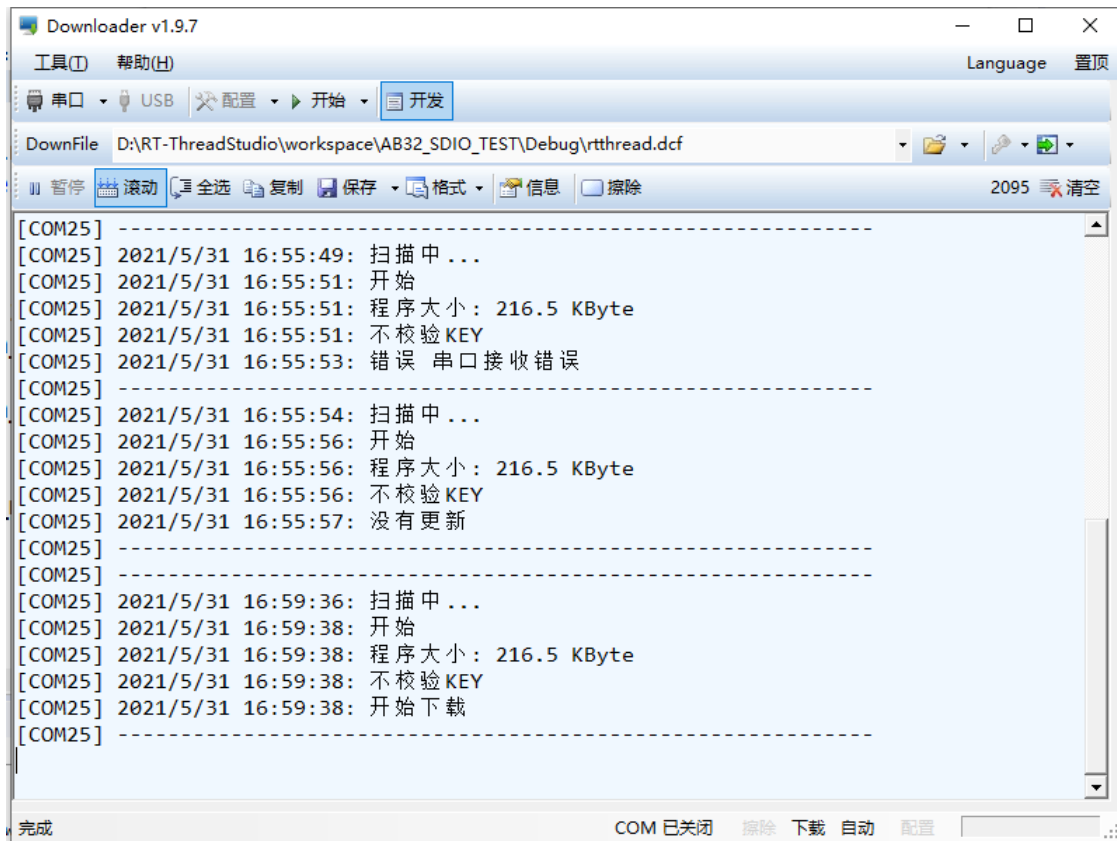 Downloader v1.9.7
工具(T) 帮助(H) Language 置顶
串口 USB 配置 开始 开发
DownFile D:\RT-ThreadStudio\workspace\AB32_SDIO_TEST\Debug\rtthread.dcf
暂停 滚动 全选 复制 保存 格式 信息 擦除 2095 清空
[COM25] ------------------------------------------------------------
[COM25] 2021/5/31 16:55:49: 扫描中...
[COM25] 2021/5/31 16:55:51: 开始
[COM25] 2021/5/31 16:55:51: 程序大小: 216.5 KByte
[COM25] 2021/5/31 16:55:51: 不校验KEY
[COM25] 2021/5/31 16:55:53: 错误 串口接收错误
[COM25] ------------------------------------------------------------
[COM25] 2021/5/31 16:55:54: 扫描中...
[COM25] 2021/5/31 16:55:56: 开始
[COM25] 2021/5/31 16:55:56: 程序大小: 216.5 KByte
[COM25] 2021/5/31 16:55:56: 不校验KEY
[COM25] 2021/5/31 16:55:57: 没有更新
[COM25] ------------------------------------------------------------
[COM25] ------------------------------------------------------------
[COM25] 2021/5/31 16:59:36: 扫描中...
[COM25] 2021/5/31 16:59:38: 开始
[COM25] 2021/5/31 16:59:38: 程序大小: 216.5 KByte
[COM25] 2021/5/31 16:59:38: 不校验KEY
[COM25] 2021/5/31 16:59:38: 开始下载
[COM25] ------------------------------------------------------------
完成 COM 已关闭 擦除 下载 自动 配置